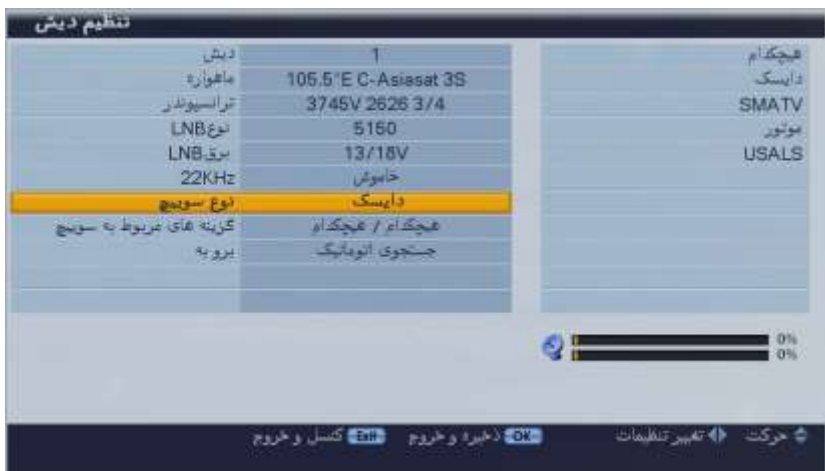 تنظیم دیش
دیش 1
ماهواره 105.5°E C-Asiasat 3S
ترانسپوندر 3745V 2626 3/4
نوع LNB 5150
برق LNB 13/18V
22KHz خاموش
نوع سوییچ دایسک
گزینه های مربوط به سوییچ هیچکدام / هیچکدام
برو به جستجوی اتوماتیک
هیچکدام
دایسک
SMATV
موتور
USALS
0%
0%
حرکت تغییر تنظیمات OK ذخیره و خروج Exit کنسل و خروج